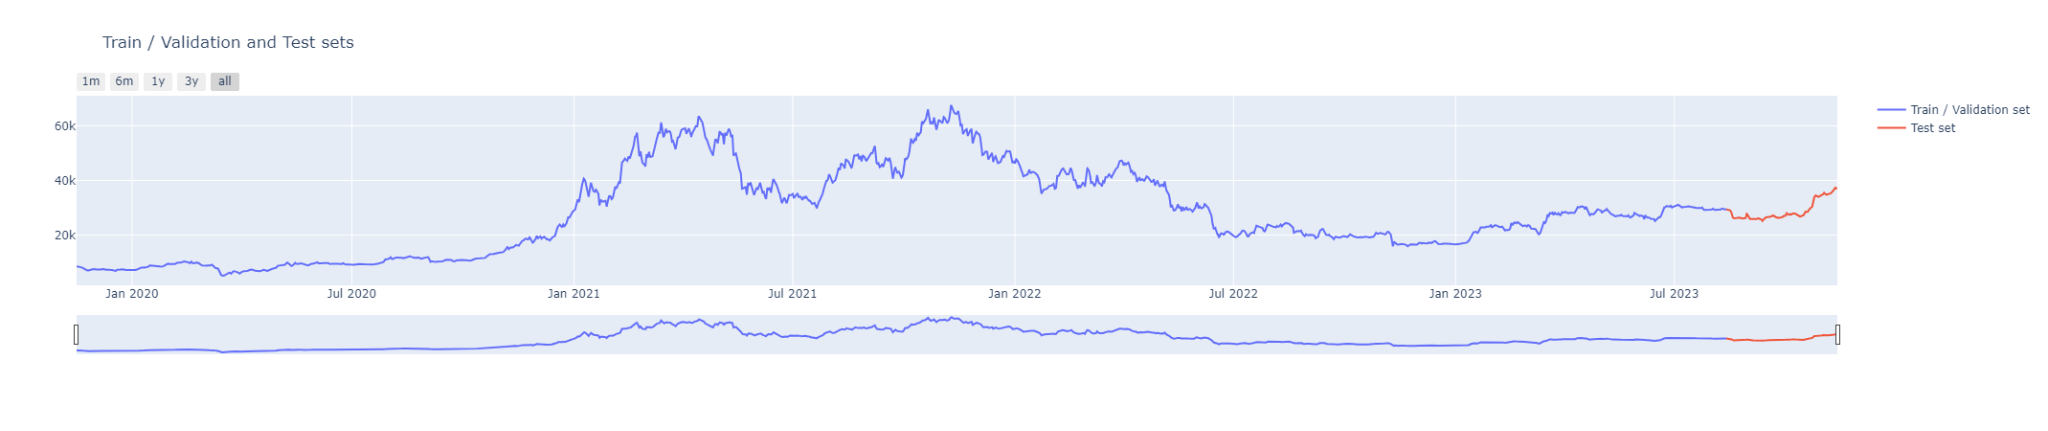 Train / Validation and Test sets
1m 6m 1y 3y all
Train / Validation set
Test set
60k
40k
20k
Jan 2020 Jul 2020 Jan 2021 Jul 2021 Jan 2022 Jul 2022 Jan 2023 Jul 2023